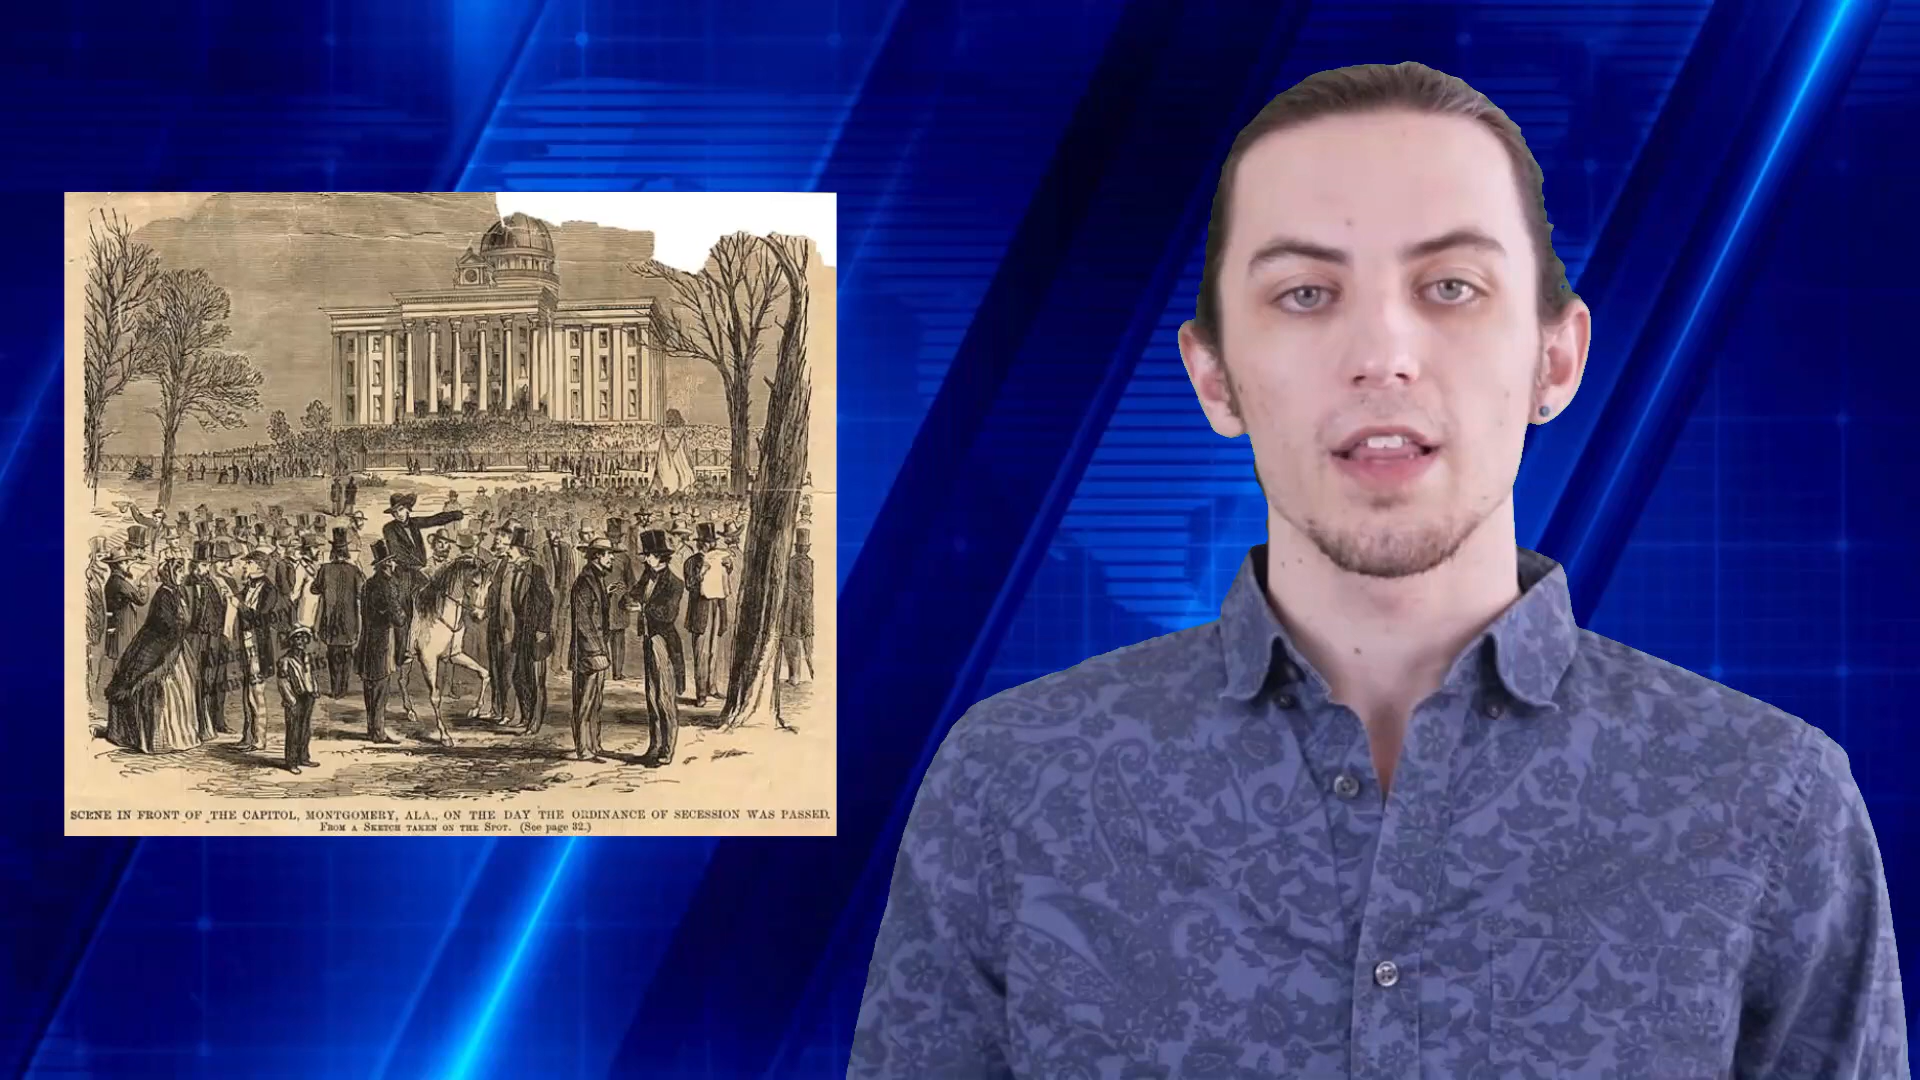 SCENE IN FRONT OF THE CAPITOL, MONTGOMERY, ALA., ON THE DAY THE ORDINANCE OF SECESSION WAS PASSED.
FROM A SKETCH TAKEN ON THE SPOT. (See page 32.)